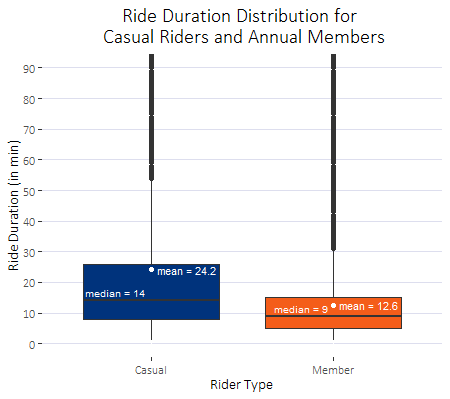 Ride Duration Distribution for
Casual Riders and Annual Members
Ride Duration (in min)
90
80
70
60
50
40
30
20
10
0
mean = 24.2
median = 14
mean = 12.6
median = 9
Casual
Member
Rider Type